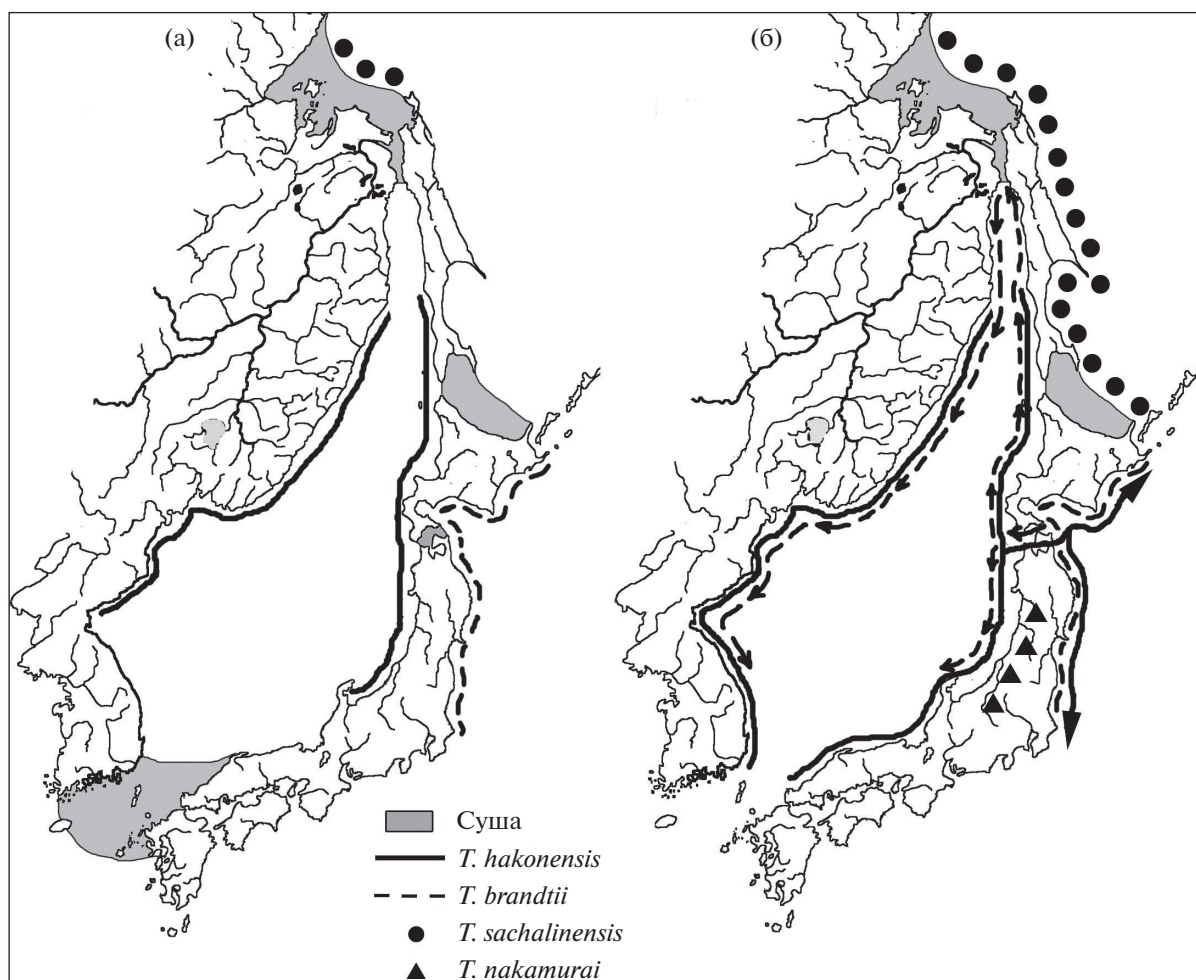 (а)
(б)
Суша
T. hakonensis
T. brandtii
T. sachalinensis
T. nakamurai